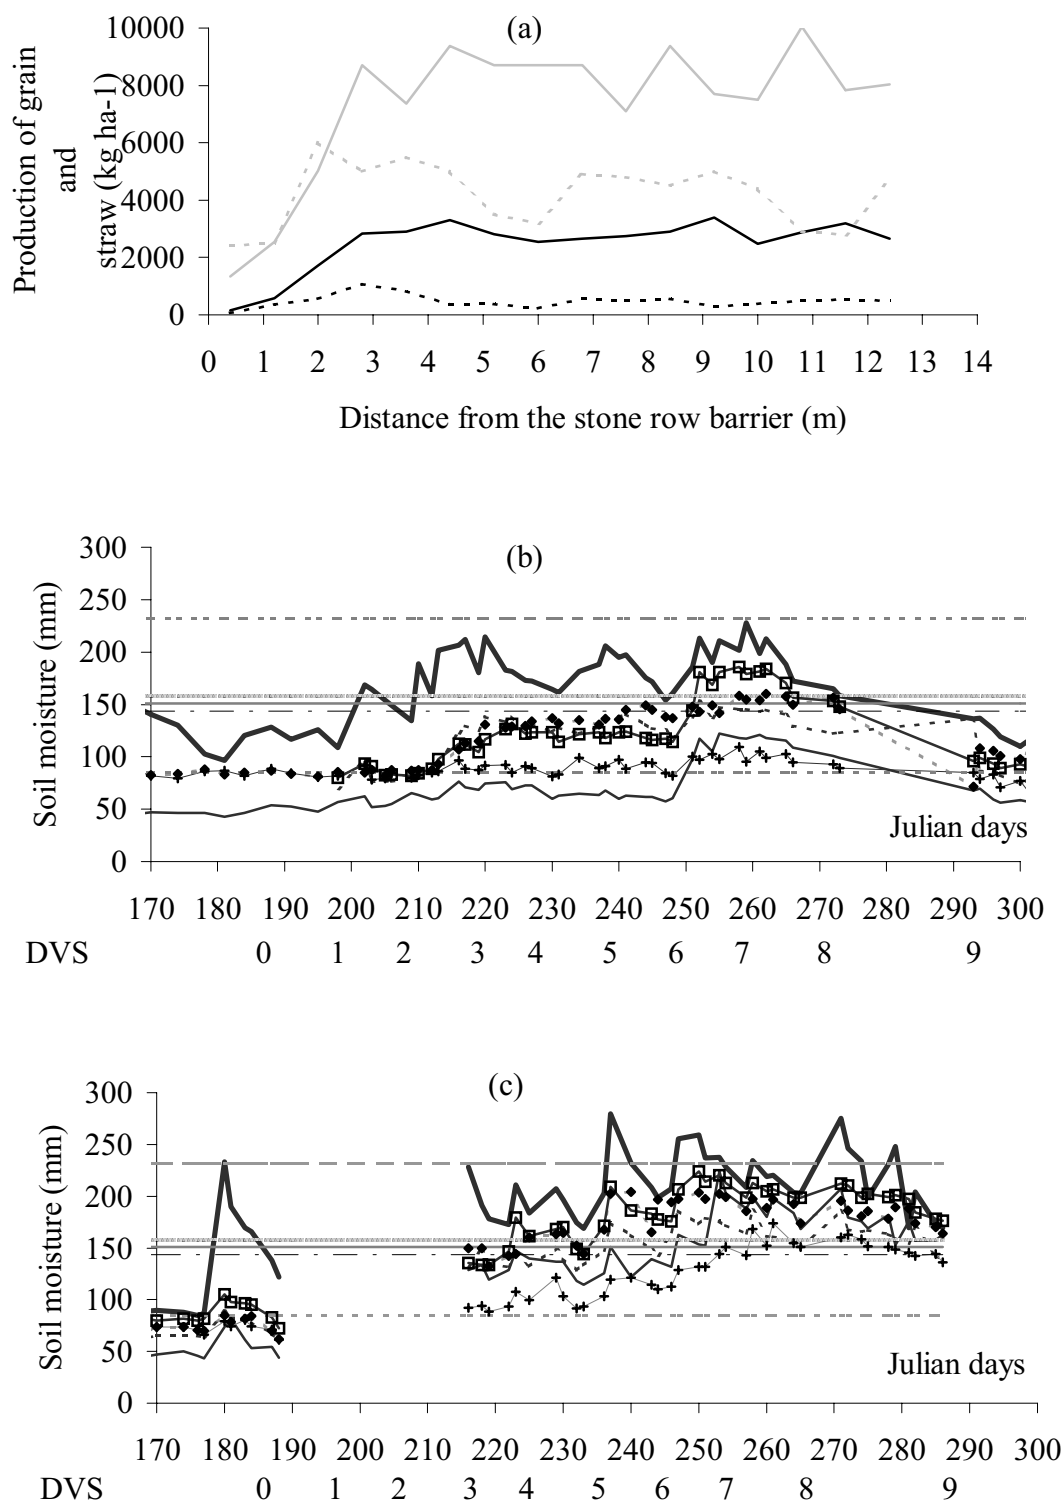 (a)
Production of grain
and
straw (kg ha-1)
10000
8000
6000
4000
2000
0
0 1 2 3 4 5 6 7 8 9 10 11 12 13 14
Distance from the stone row barrier (m)
(b)
Soil moisture (mm)
300
250
200
150
100
50
0
Julian days
170 180 190 200 210 220 230 240 250 260 270 280 290 300
DVS 0 1 2 3 4 5 6 7 8 9
(c)
Soil moisture (mm)
300
250
200
150
100
50
0
Julian days
170 180 190 200 210 220 230 240 250 260 270 280 290 300
DVS 0 1 2 3 4 5 6 7 8 9